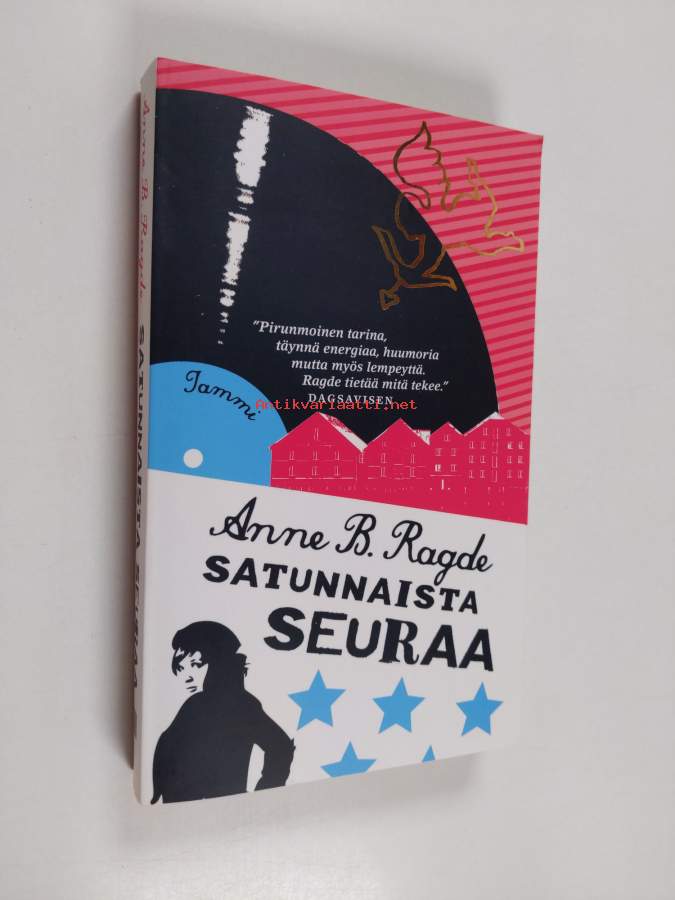 Anne B. Ragde SATUNNAISTA SEURAA
"Pirunmoinen tarina,
täynnä energiaa, huumoria
mutta myös lempeyttä.
Ragde tietää mitä tekee."
DAGSAVISEN
Tammi
Antikvariaatti.net
Anne B. Ragde
SATUNNAISTA
SEURAA